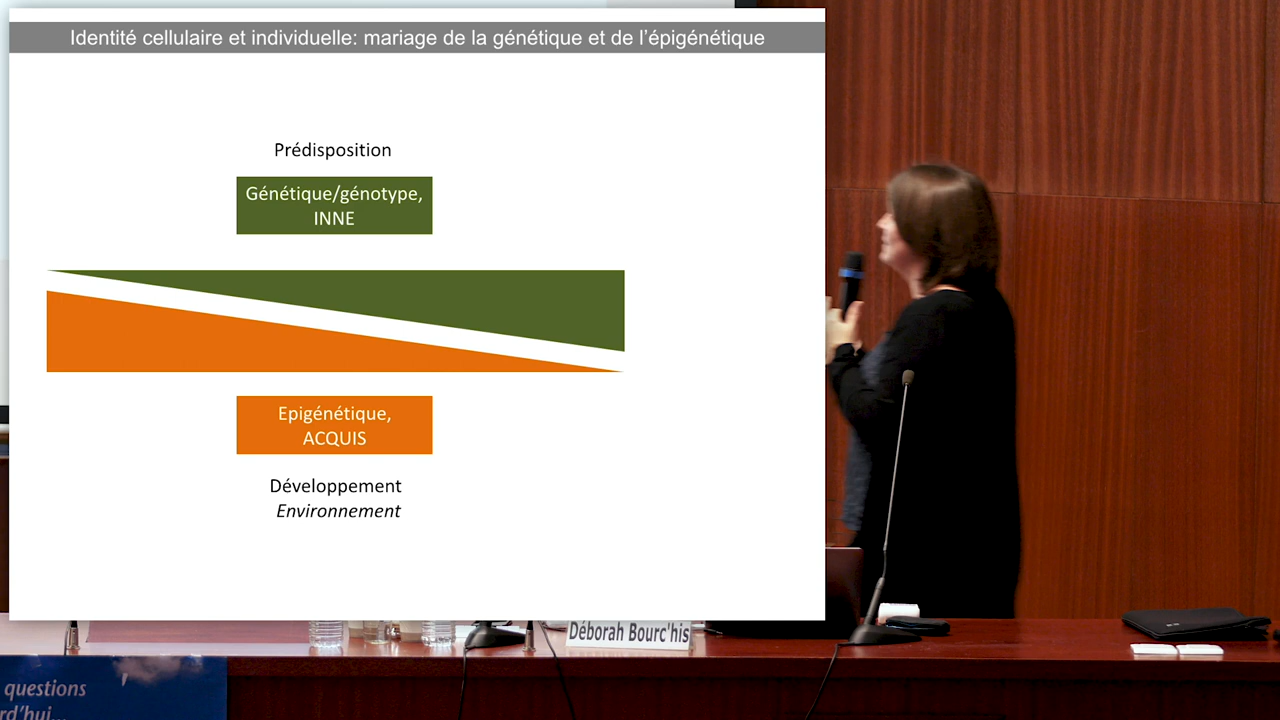 Identité cellulaire et individuelle: mariage de la génétique et de l'épigénétique
Prédisposition
Génétique/génotype,
INNE
Epigénétique,
ACQUIS
Développement
Environnement
Déborah Bourc'his
questions
rd'hui...